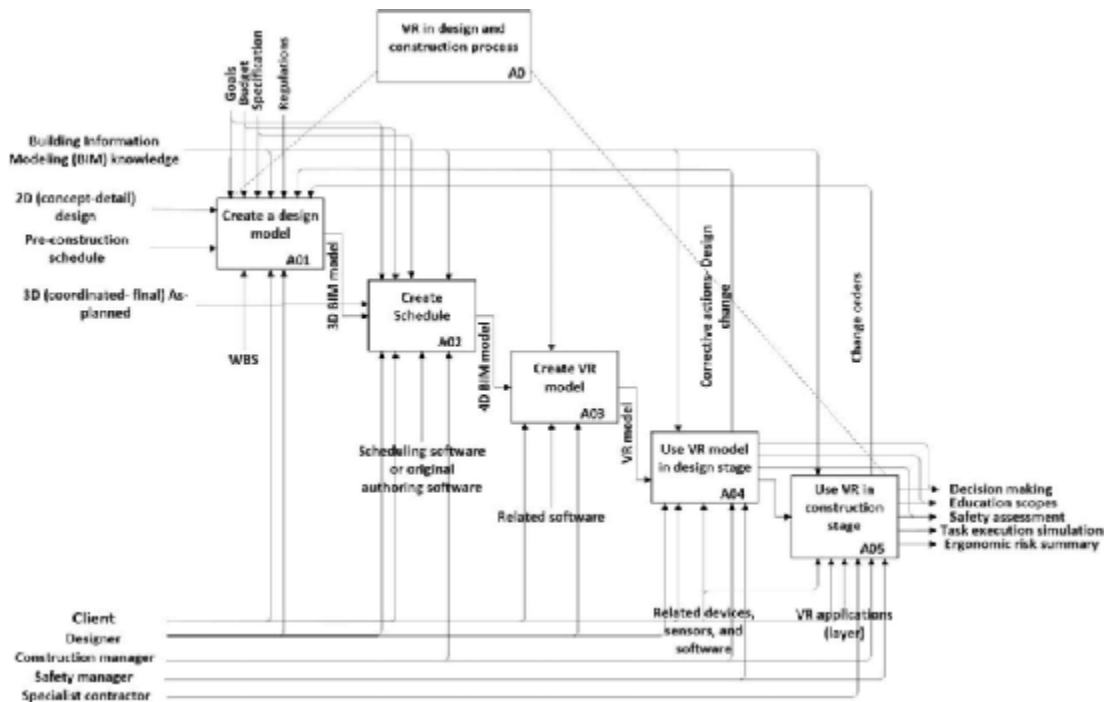 VR in design and
construction process
A0
Goals
Budget
Specification
Regulations
Building Information
Modeling (BIM) knowledge
2D (concept-detail)
design
Create a design
model
A01
Pre-construction
schedule
3D BIM model
3D (coordinated- final) As-
planned
Create
Schedule
A02
WBS
4D BIM model
Create VR
model
A03
Corrective actions- Design
change
Change orders
VR model
Scheduling software
or original
authoring software
Use VR model
in design stage
A04
Related software
Use VR in
construction
stage
A05
Decision making
Education scopes
Safety assessment
Task execution simulation
Ergonomic risk summary
Related devices,
sensors, and
software
VR applications
(layer)
Client
Designer
Construction manager
Safety manager
Specialist contractor